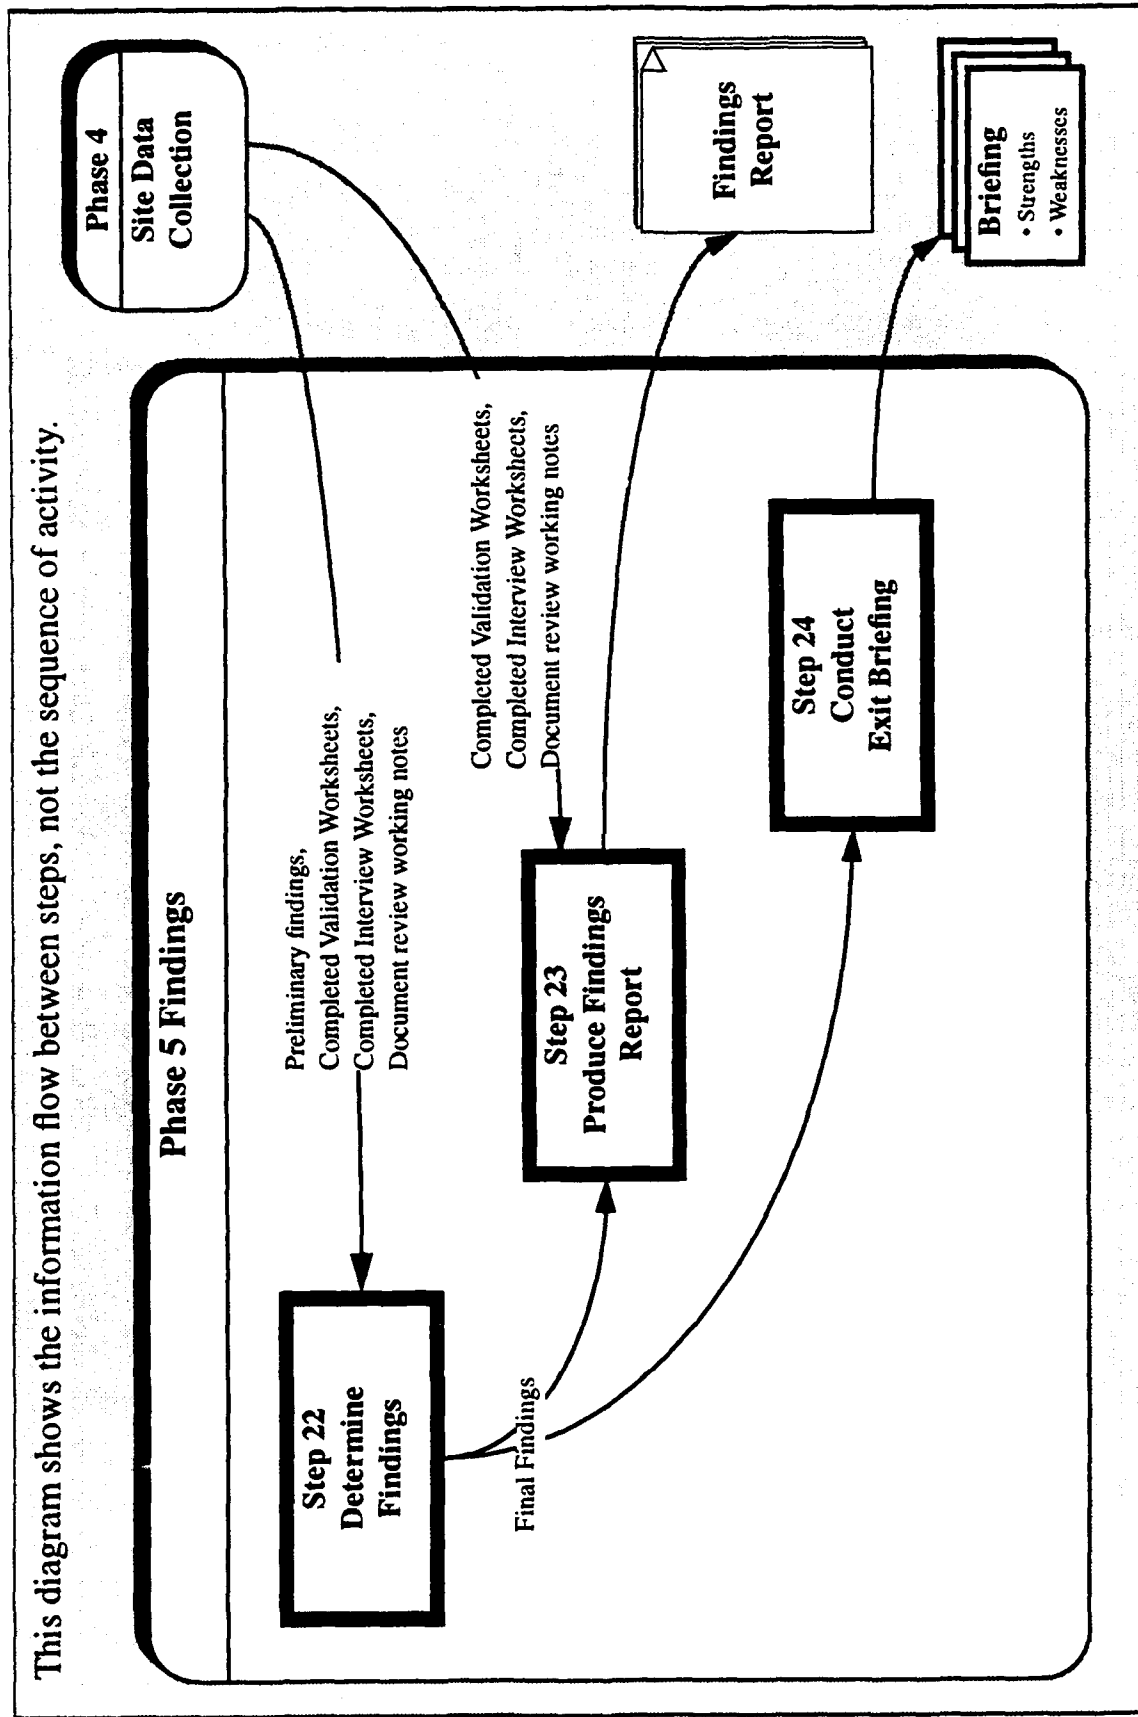 This diagram shows the information flow between steps, not the sequence of activity.
Phase 4
Site Data
Collection
Phase 5 Findings
Preliminary findings,
Completed Validation Worksheets,
Completed Interview Worksheets,
Document review working notes
Step 22
Determine
Findings
Final Findings
Completed Validation Worksheets,
Completed Interview Worksheets,
Document review working notes
Step 23
Produce Findings
Report
Findings
Report
Step 24
Conduct
Exit Briefing
Briefing
• Strengths
• Weaknesses